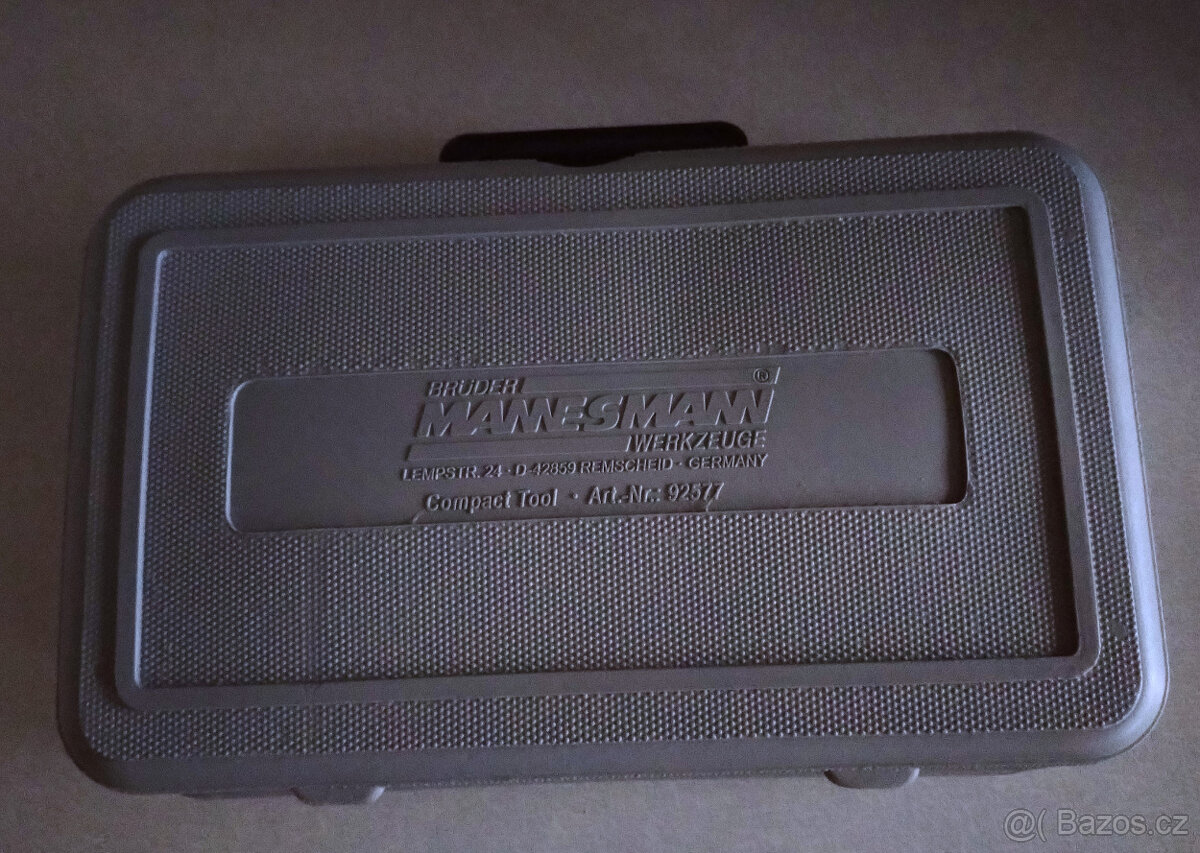 BRÜDER ®
MANNESMANN
WERKZEUGE
LEMPSTR. 24 · D-42859 REMSCHEID · GERMANY
Compact Tool · Art.-Nr.: 92577
@( Bazos.cz